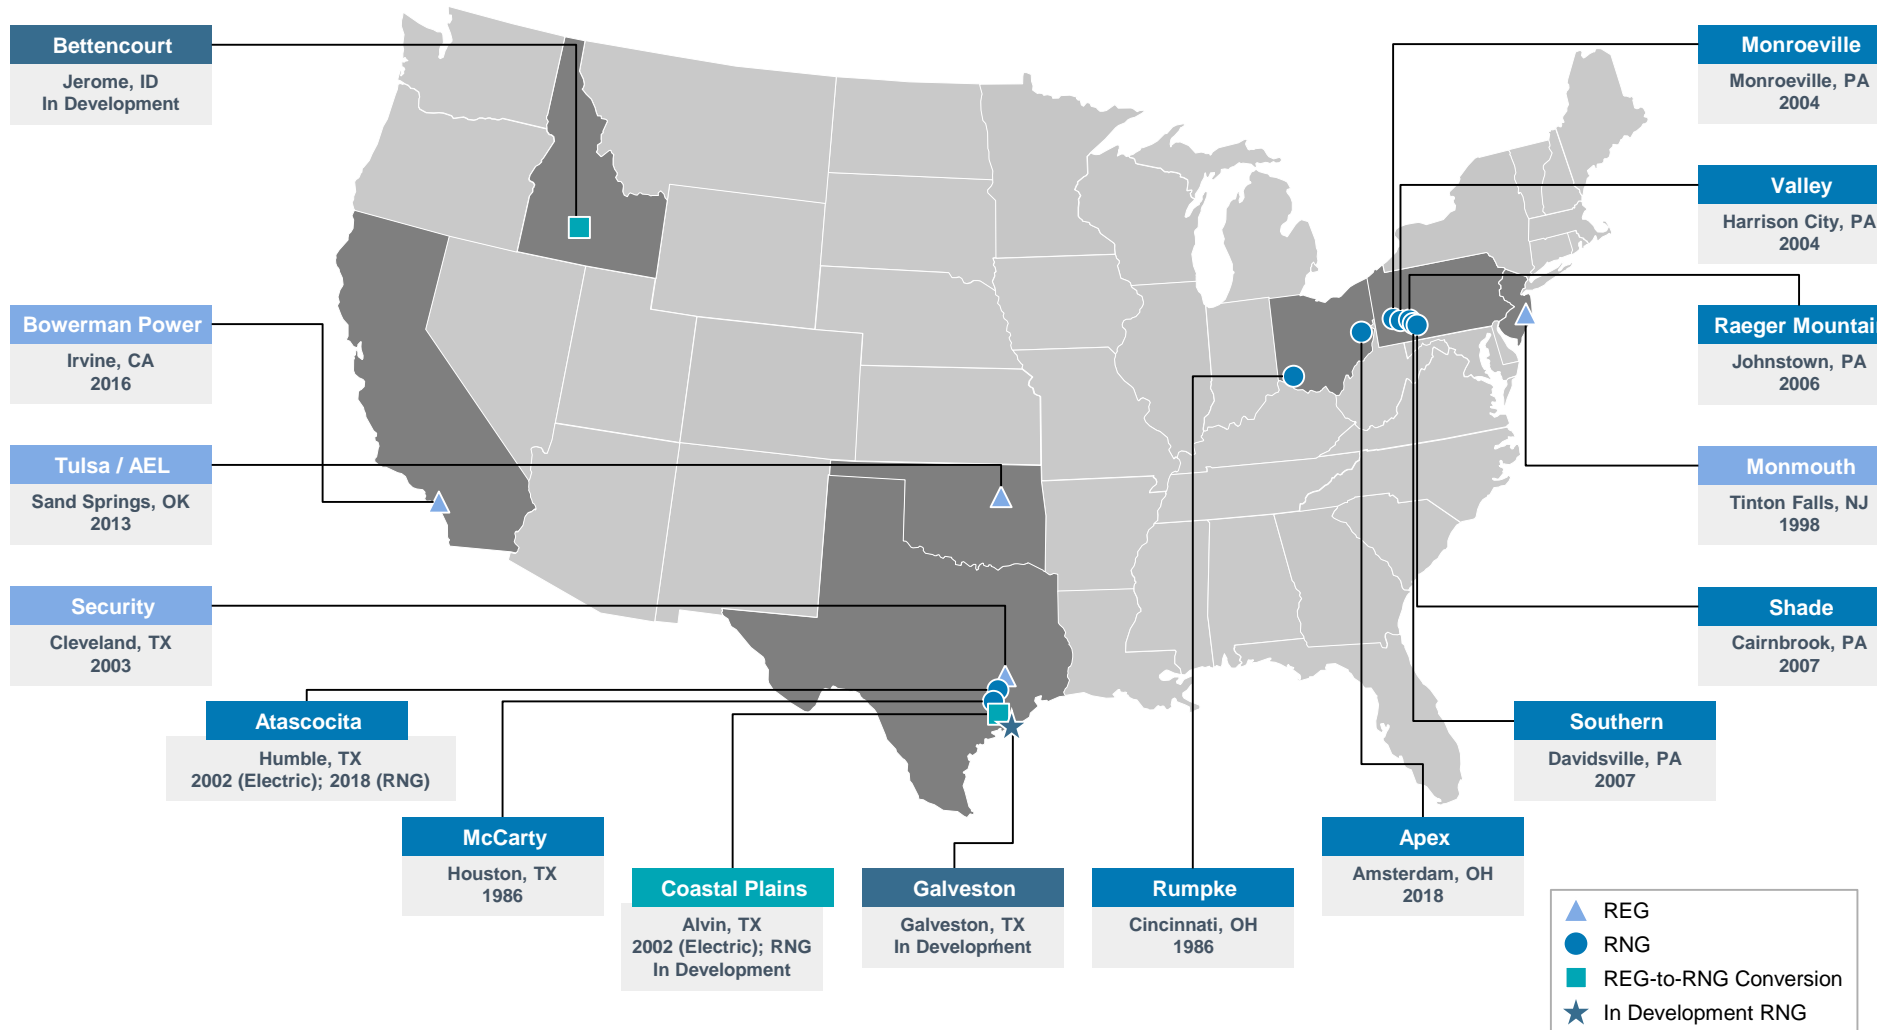 Bettencourt
Jerome, ID
In Development
Bowerman Power
Irvine, CA
2016
Tulsa / AEL
Sand Springs, OK
2013
Security
Cleveland, TX
2003
Atascocita
Humble, TX
2002 (Electric); 2018 (RNG)
McCarty
Houston, TX
1986
Coastal Plains
Alvin, TX
2002 (Electric); RNG
In Development
Galveston
Galveston, TX
In Development
Rumpke
Cincinnati, OH
1986
Apex
Amsterdam, OH
2018
Southern
Davidsville, PA
2007
Monroeville
Monroeville, PA
2004
Valley
Harrison City, PA
2004
Raeger Mountai
Johnstown, PA
2006
Monmouth
Tinton Falls, NJ
1998
Shade
Cairnbrook, PA
2007
REG
RNG
REG-to-RNG Conversion
In Development RNG